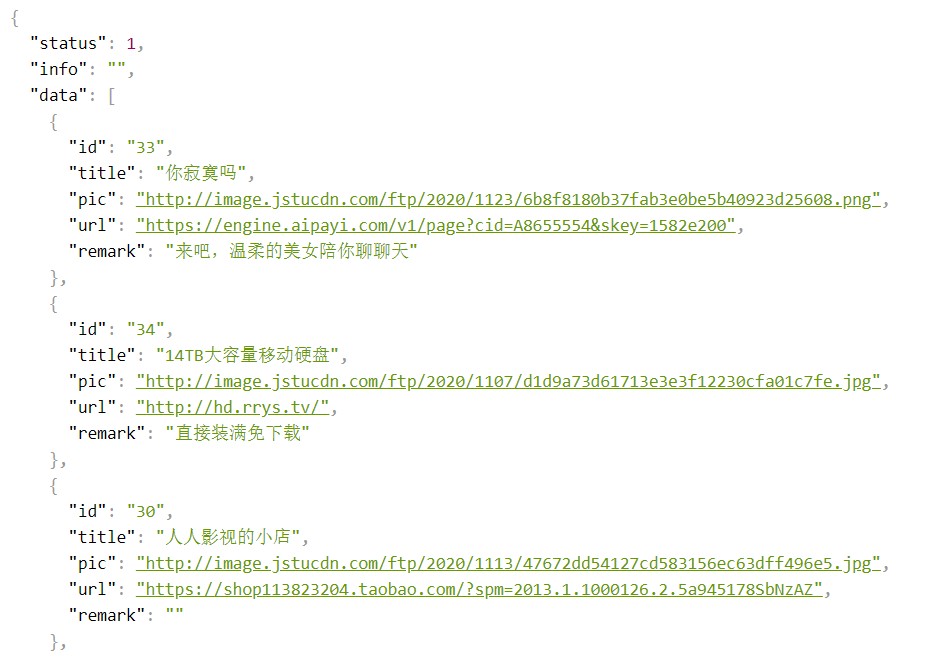 {
"status": 1,
"info": "",
"data": [
{
"id": "33",
"title": "你寂寞吗",
"pic": "http://image.jstucdn.com/ftp/2020/1123/6b8f8180b37fab3e0be5b40923d25608.png",
"url": "https://engine.aipayi.com/v1/page?cid=A8655554&skey=1582e200",
"remark": "来吧，温柔的美女陪你聊聊天"
},
{
"id": "34",
"title": "14TB大容量移动硬盘",
"pic": "http://image.jstucdn.com/ftp/2020/1107/d1d9a73d61713e3e3f12230cfa01c7fe.jpg",
"url": "http://hd.rrys.tv/",
"remark": "直接装满免下载"
},
{
"id": "30",
"title": "人人影视的小店",
"pic": "http://image.jstucdn.com/ftp/2020/1113/47672dd54127cd583156ec63dff496e5.jpg",
"url": "https://shop113823204.taobao.com/?spm=2013.1.1000126.2.5a945178SbNzAZ",
"remark": ""
},